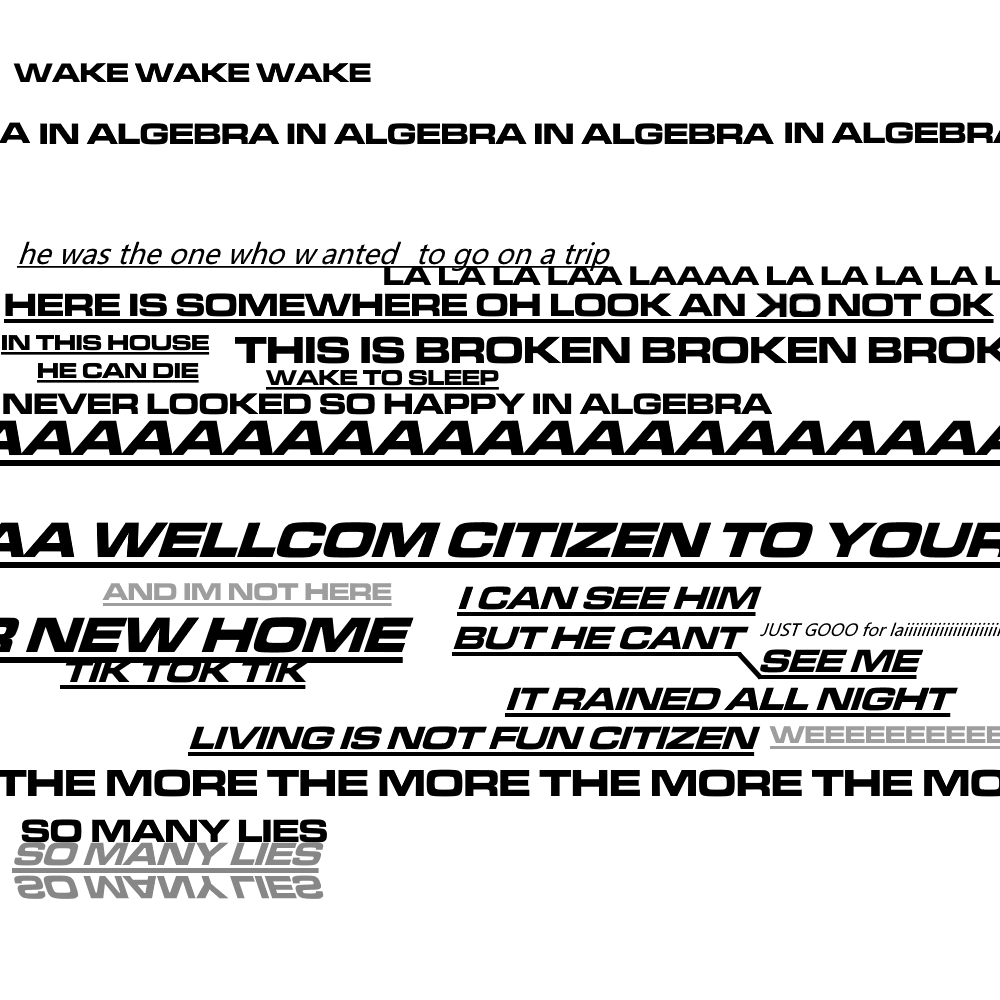 WAKE WAKE WAKE
A IN ALGEBRA IN ALGEBRA IN ALGEBRA IN ALGEBRA
he was the one who w anted to go on a trip
LA LA LA LAA LAAAA LA LA LA LA L
HERE IS SOMEWHERE OH LOOK AN OK NOT OK
IN THIS HOUSE
THIS IS BROKEN BROKEN BROK
HE CAN DIE
WAKE TO SLEEP
NEVER LOOKED SO HAPPY IN ALGEBRA
AAAAAAAAAAAAAAAAAAAAAAAA
AA WELLCOM CITIZEN TO YOUR
AND IM NOT HERE
I CAN SEE HIM
R NEW HOME
BUT HE CANT
JUST GOOO for laiiiiiiiiiiiiiiiiiiiiii
SEE ME
TIK TOK TIK
IT RAINED ALL NIGHT
LIVING IS NOT FUN CITIZEN
WEEEEEEEEEE
THE MORE THE MORE THE MORE THE MO
SO MANY LIES
SO MANY LIES
SO MANY LIES